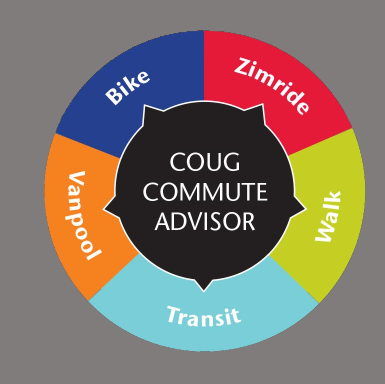 Bike
Zimride
Vanpool
COUG
COMMUTE
ADVISOR
Walk
Transit